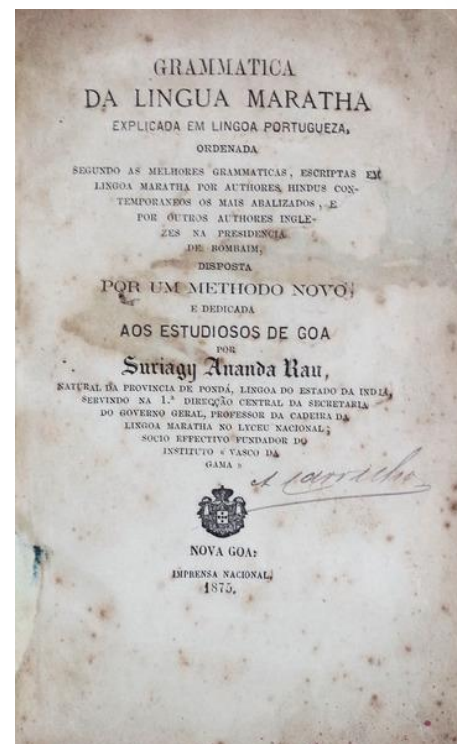 GRAMMATICA
DA LINGUA MARATHA
EXPLICADA EM LINGOA PORTUGUEZA,
ORDENADA
SEGUNDO AS MELHORES GRAMMATICAS, ESCRIPTAS EM
LINGOA MARATHA POR AUTHORES HINDUS CON-
TEMPORANEOS OS MAIS ABALIZADOS, E
POR OUTROS AUTHORES INGLE-
ZES NA PRESIDENCIA
DE BOMBAIM,
DISPOSTA
POR UM METHODO NOVO,
E DEDICADA
AOS ESTUDIOSOS DE GOA
POR
Suriagy Ananda Rau,
NATURAL DA PROVINCIA DE PONDÁ, LINGOA DO ESTADO DA INDIA,
SERVINDO NA 1.ª DIRECÇÃO CENTRAL DA SECRETARIA
DO GOVERNO GERAL, PROFESSOR DA CADEIRA DA
LINGOA MARATHA NO LYCEU NACIONAL;
SOCIO EFFECTIVO FUNDADOR DO
INSTITUTO « VASCO DA
GAMA »
NOVA GOA:
IMPRENSA NACIONAL,
1875.